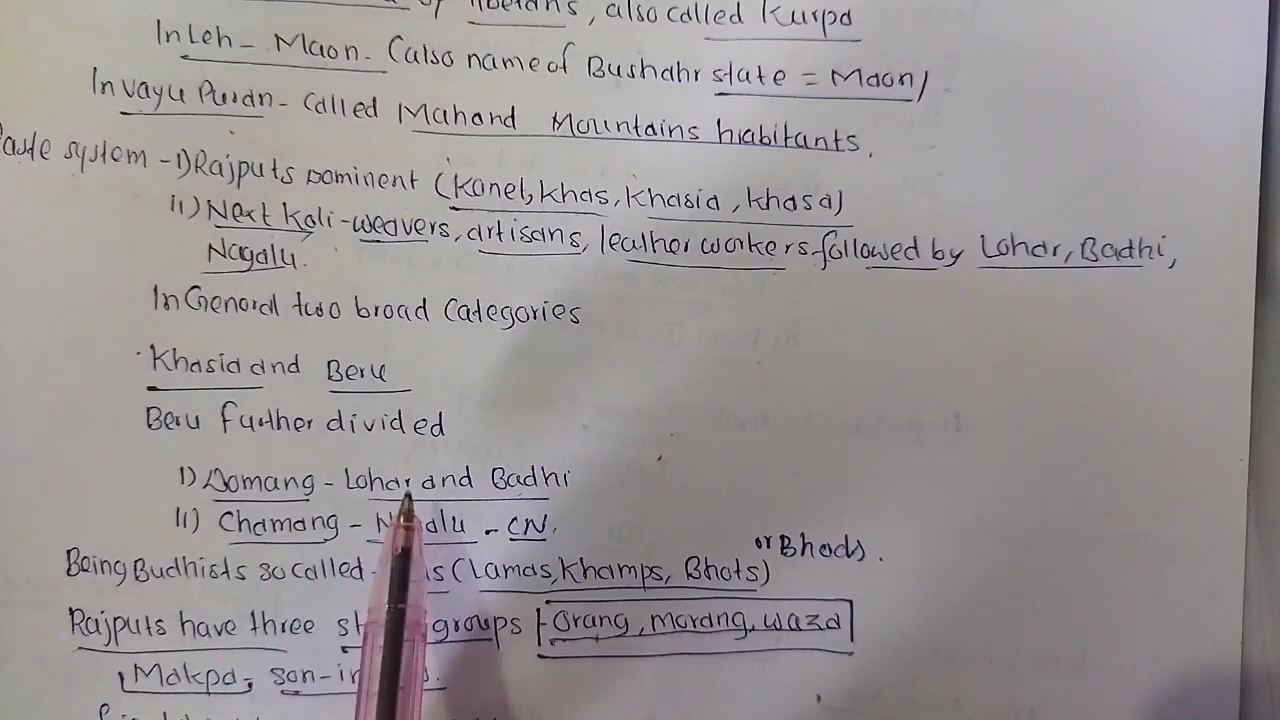 of Tibetans, also called Kurpa
In Leh - Maon. (also name of Bushahr state = Maon)
In Vayu Puran - Called Mahand Mountains habitants.
Caste system - I) Rajputs Dominent (Kanet, Khas, Khasia, Khasa)
II) Next Koli - weavers, artisans, leather workers followed by Lohar, Badhi,
Nagalu.
In General two broad Categories
Khasia and Beru
Beru further divided
I) Domang - Lohar and Badhi
II) Chamang - - CN.
or Bhods.
Being Budhists so called (Lamas, Khamps, Bhots)
Rajputs have three groups Orang, morang, waza
Makpa,